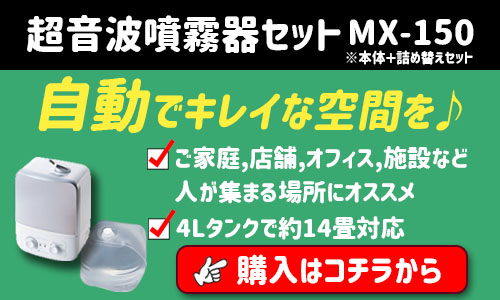 超音波噴霧器セット MX-150
※本体+詰め替えセット
自動でキレイな空間を♪
ご家庭,店舗,オフィス,施設など
人が集まる場所にオススメ
4Lタンクで約14畳対応
購入はコチラから